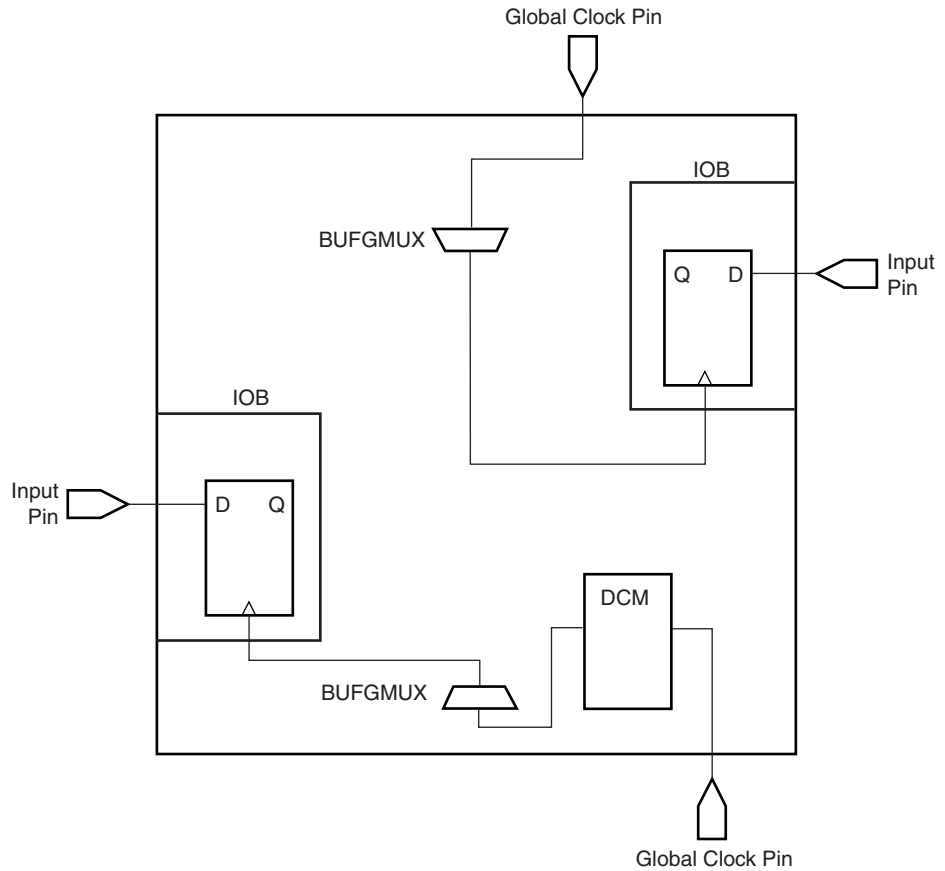 Global Clock Pin
IOB
BUFGMUX
Q
D
Input
Pin
IOB
Input
Pin
D
Q
DCM
BUFGMUX
Global Clock Pin